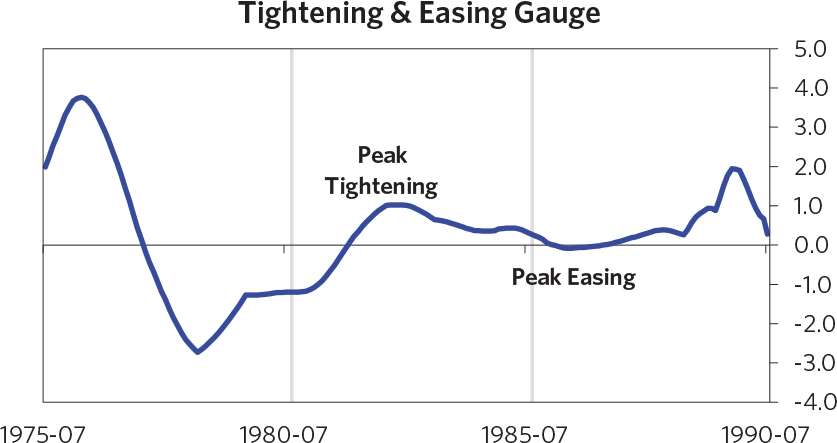 Tightening & Easing Gauge
5.0
4.0
3.0
Peak
Tightening
2.0
1.0
0.0
Peak Easing
-1.0
-2.0
-3.0
-4.0
1975-07 1980-07 1985-07 1990-07